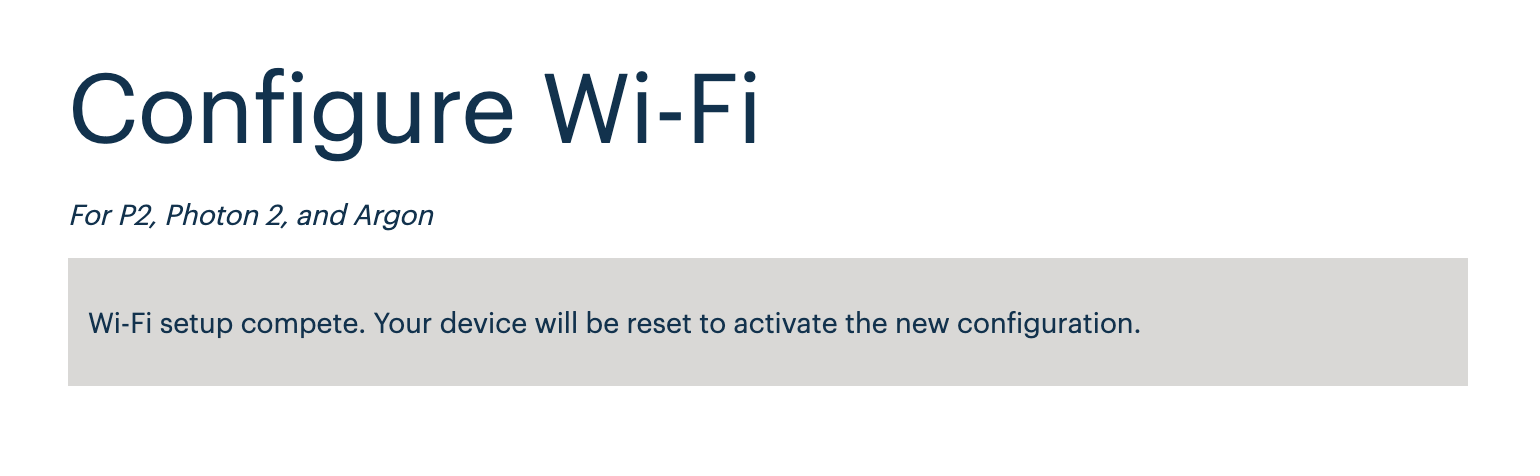 Configure Wi-Fi
For P2, Photon 2, and Argon
Wi-Fi setup compete. Your device will be reset to activate the new configuration.